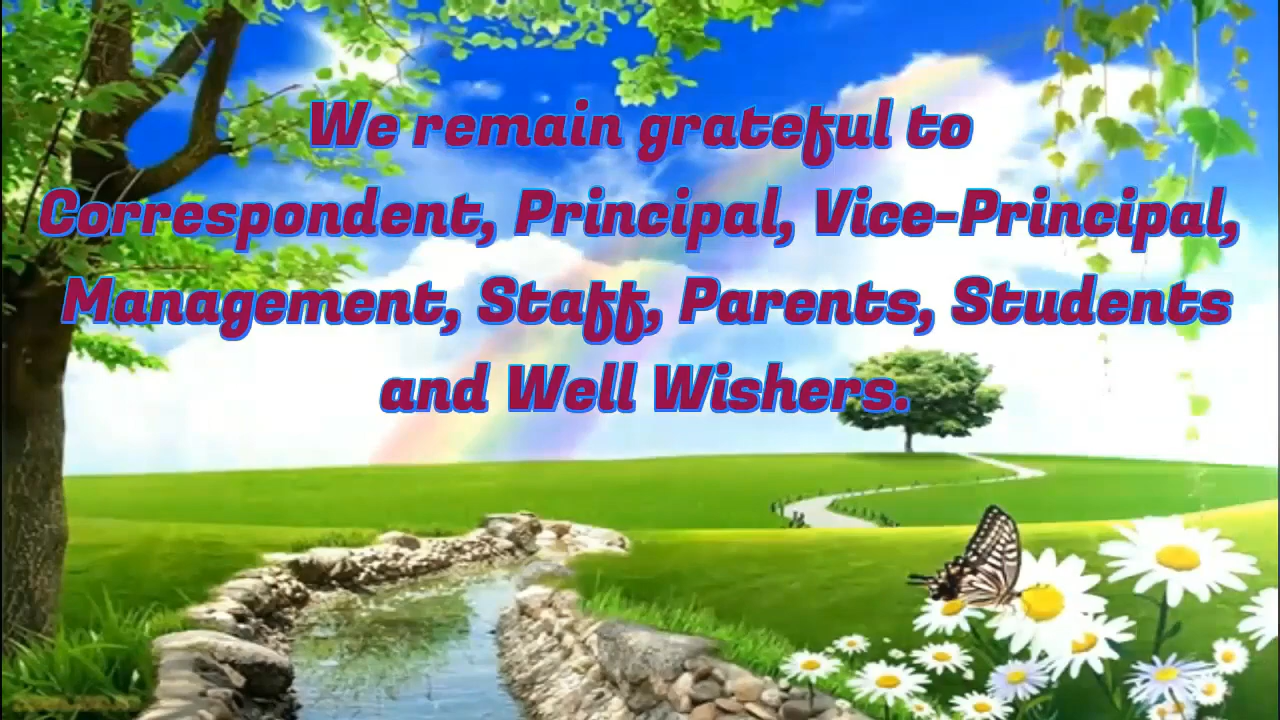 We remain grateful to
Correspondent, Principal, Vice-Principal,
Management, Staff, Parents, Students
and Well Wishers.